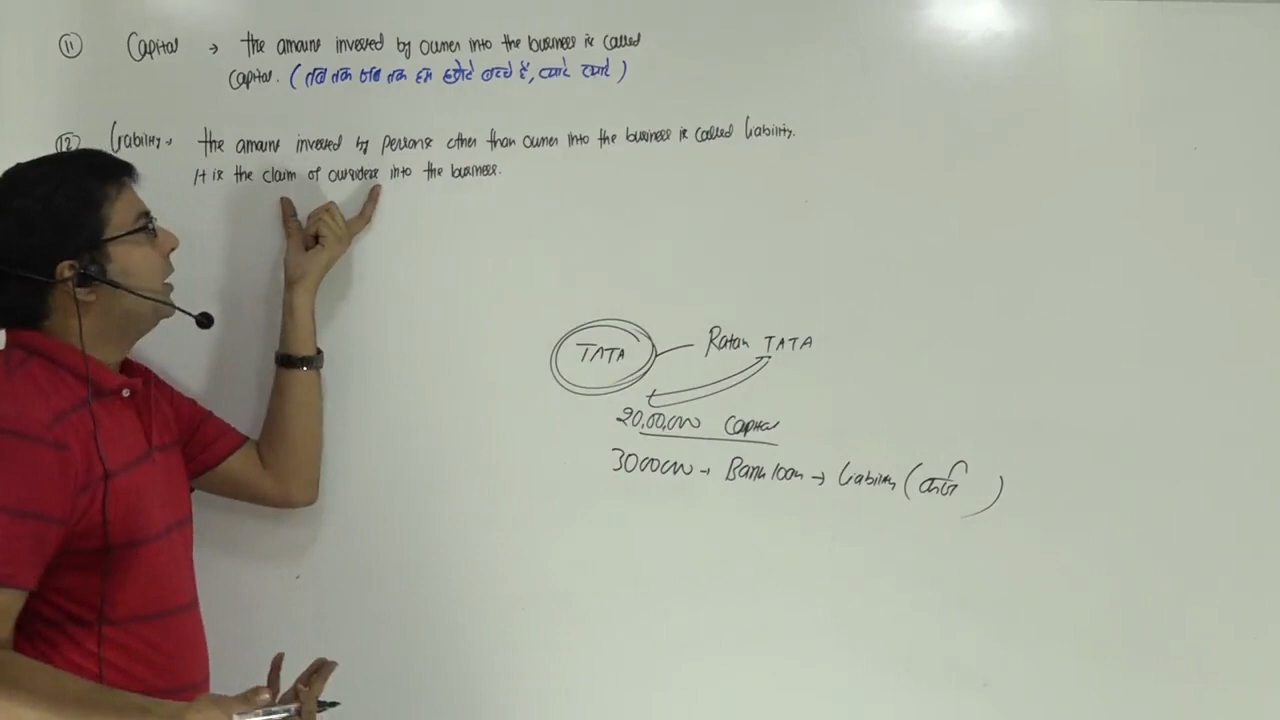 11 Capital → the amount invested by owner into the business is called
Capital. (तब तक जब तक हम छोटे बच्चे हैं, प्यारे प्यारे)
12 Liability → the amount invested by persons other than owner into the business is called Liability.
It is the claim of outsiders into the business.
TATA Ratan TATA
20,00,000 Capital
3000000 → Bank loan → Liability (कर्जा)